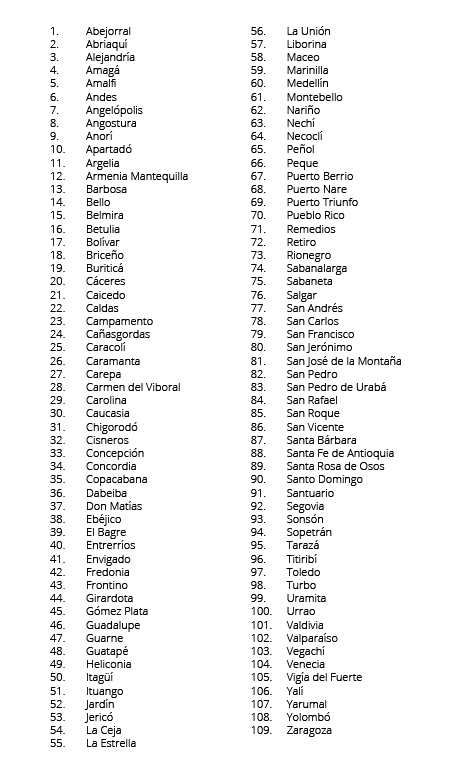 1. Abejorral
2. Abriaquí
3. Alejandría
4. Amagá
5. Amalfi
6. Andes
7. Angelópolis
8. Angostura
9. Anorí
10. Apartadó
11. Argelia
12. Armenia Mantequilla
13. Barbosa
14. Bello
15. Belmira
16. Betulia
17. Bolívar
18. Briceño
19. Buriticá
20. Cáceres
21. Caicedo
22. Caldas
23. Campamento
24. Cañasgordas
25. Caracolí
26. Caramanta
27. Carepa
28. Carmen del Viboral
29. Carolina
30. Caucasia
31. Chigorodó
32. Cisneros
33. Concepción
34. Concordia
35. Copacabana
36. Dabeiba
37. Don Matías
38. Ebéjico
39. El Bagre
40. Entrerríos
41. Envigado
42. Fredonia
43. Frontino
44. Girardota
45. Gómez Plata
46. Guadalupe
47. Guarne
48. Guatapé
49. Heliconia
50. Itagüí
51. Ituango
52. Jardín
53. Jericó
54. La Ceja
55. La Estrella
56. La Unión
57. Liborina
58. Maceo
59. Marinilla
60. Medellín
61. Montebello
62. Nariño
63. Nechí
64. Necoclí
65. Peñol
66. Peque
67. Puerto Berrio
68. Puerto Nare
69. Puerto Triunfo
70. Pueblo Rico
71. Remedios
72. Retiro
73. Rionegro
74. Sabanalarga
75. Sabaneta
76. Salgar
77. San Andrés
78. San Carlos
79. San Francisco
80. San Jerónimo
81. San José de la Montaña
82. San Pedro
83. San Pedro de Urabá
84. San Rafael
85. San Roque
86. San Vicente
87. Santa Bárbara
88. Santa Fe de Antioquia
89. Santa Rosa de Osos
90. Santo Domingo
91. Santuario
92. Segovia
93. Sonsón
94. Sopetrán
95. Tarazá
96. Titiribí
97. Toledo
98. Turbo
99. Uramita
100. Urrao
101. Valdivia
102. Valparaíso
103. Vegachí
104. Venecia
105. Vigía del Fuerte
106. Yalí
107. Yarumal
108. Yolombó
109. Zaragoza